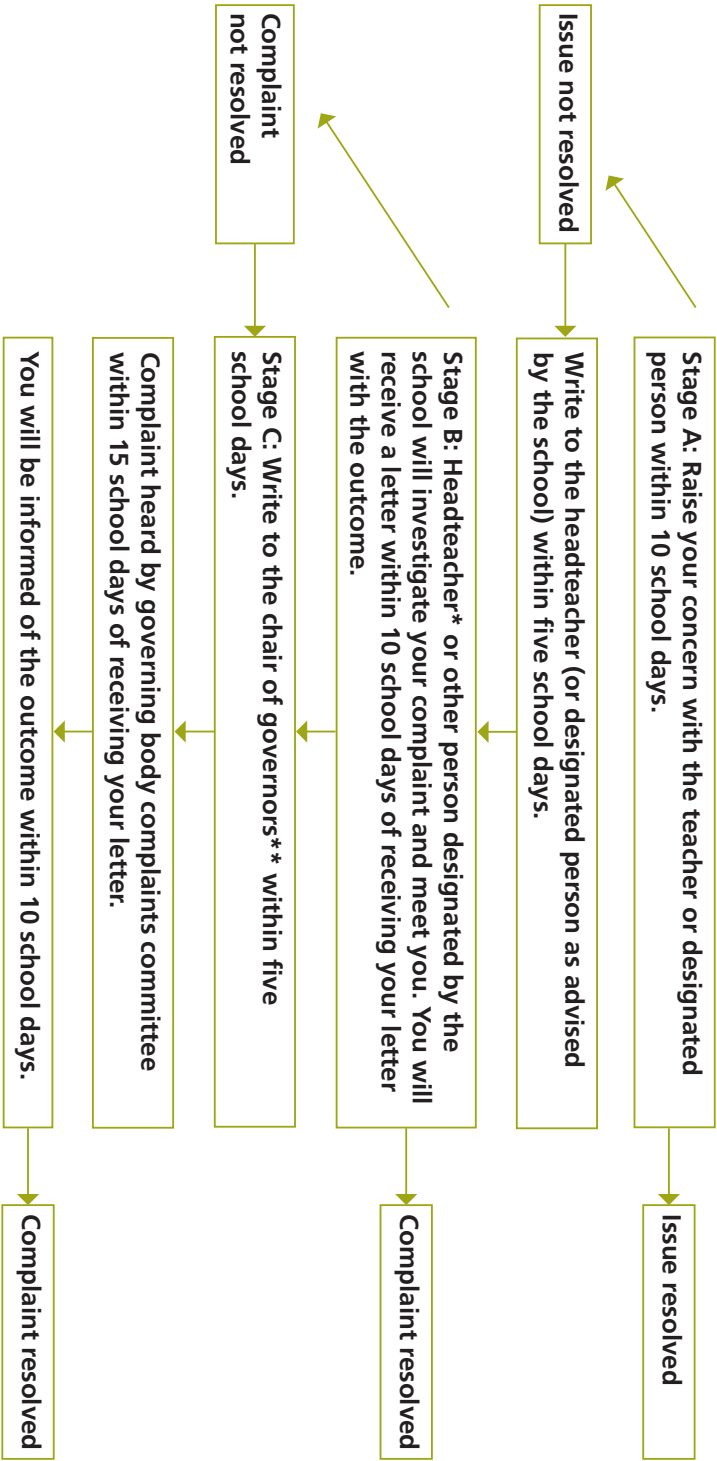 Stage A: Raise your concern with the teacher or designated
person within 10 school days.
Issue resolved
Issue not resolved
Write to the headteacher (or designated person as advised
by the school) within five school days.
Stage B: Headteacher* or other person designated by the
school will investigate your complaint and meet you. You will
receive a letter within 10 school days of receiving your letter
with the outcome.
Complaint resolved
Complaint
not resolved
Stage C: Write to the chair of governors** within five
school days.
Complaint heard by governing body complaints committee
within 15 school days of receiving your letter.
You will be informed of the outcome within 10 school days.
Complaint resolved